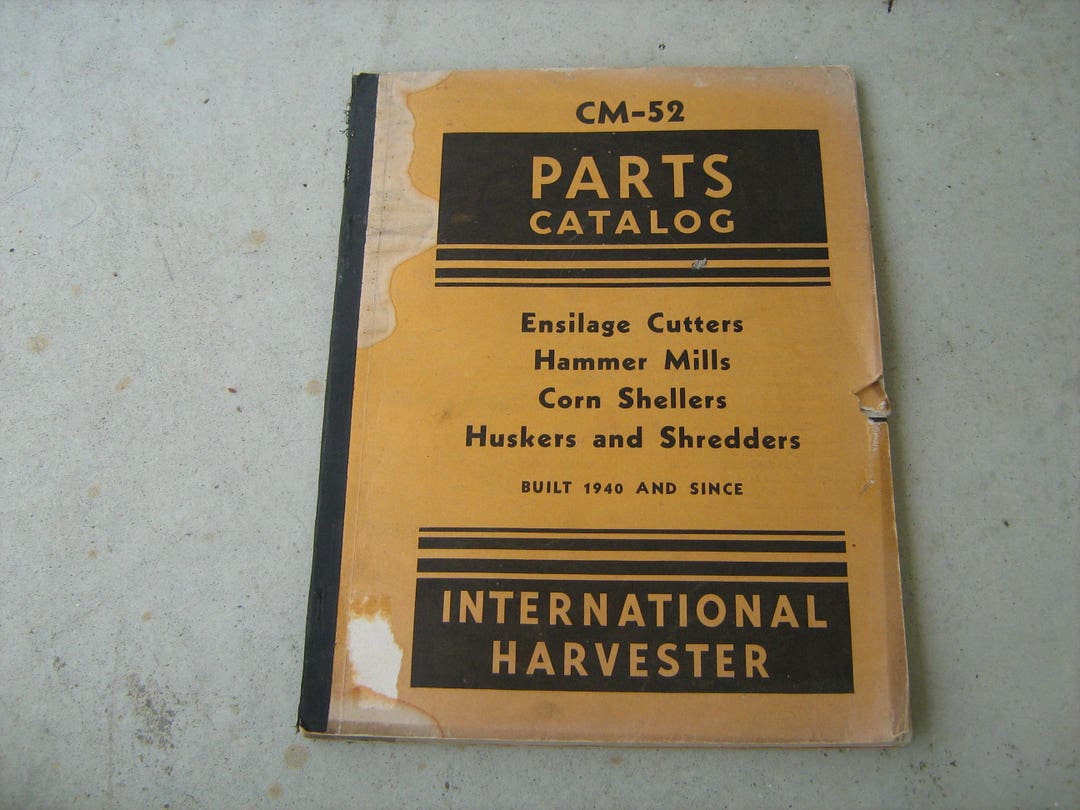 CM-52
PARTS
CATALOG
Ensilage Cutters
Hammer Mills
Corn Shellers
Huskers and Shredders
BUILT 1940 AND SINCE
INTERNATIONAL
HARVESTER